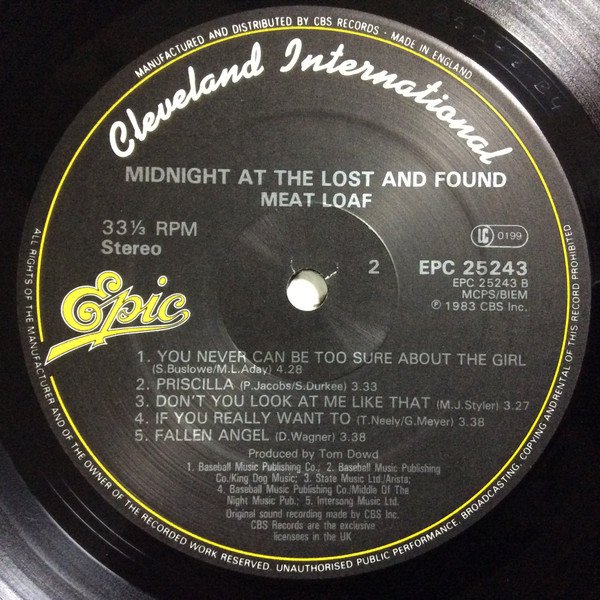 MANUFACTURED AND DISTRIBUTED BY CBS RECORDS - MADE IN ENGLAND
Cleveland International
MIDNIGHT AT THE LOST AND FOUND
MEAT LOAF
33⅓ RPM
Stereo
LC 0199
2
EPC 25243
EPC 25243 B
MCPS/BIEM
℗ 1983 CBS Inc.
Epic
1. YOU NEVER CAN BE TOO SURE ABOUT THE GIRL
(S.Buslowe/M.L.Aday) 4.28
2. PRISCILLA (P.Jacobs/S.Durkee) 3.33
3. DON'T YOU LOOK AT ME LIKE THAT (M.J.Styler) 3.27
4. IF YOU REALLY WANT TO (T.Neely/G.Meyer) 3.38
5. FALLEN ANGEL (D.Wagner) 3.38
Produced by Tom Dowd
1. Baseball Music Publishing Co.; 2. Baseball Music Publishing
Co./King Dog Music; 3. State Music Ltd./Arista;
4. Baseball Music Publishing Co./Middle Of The
Night Music Pub.; 5. Intersong Music Ltd.
Original sound recording made by CBS Inc.
CBS Records are the exclusive
licensees in the UK
ALL RIGHTS OF THE MANUFACTURER AND OF THE OWNER OF THE RECORDED WORK RESERVED. UNAUTHORISED PUBLIC PERFORMANCE, BROADCASTING, COPYING AND RENTAL OF THIS RECORD PROHIBITED